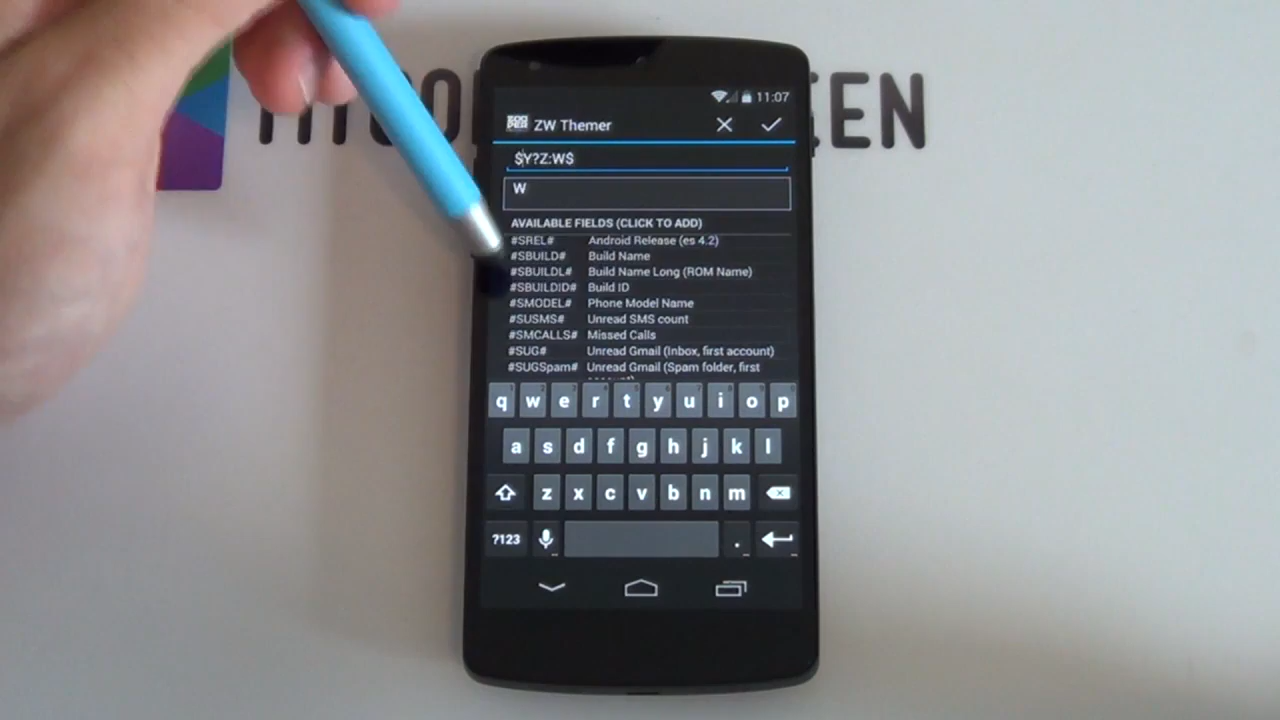 EEN
11:07
ZW Themer
$Y?Z:W$
W
AVAILABLE FIELDS (CLICK TO ADD)
#SREL# Android Release (es 4.2)
#SBUILD# Build Name
#SBUILDL# Build Name Long (ROM Name)
#SBUILDID# Build ID
#SMODEL# Phone Model Name
#SUSMS# Unread SMS count
#SMCALLS# Missed Calls
#SUG# Unread Gmail (Inbox, first account)
#SUGSpam# Unread Gmail (Spam folder, first
q w e r t y u i o p
a s d f g h j k l
z x c v b n m
?123 .